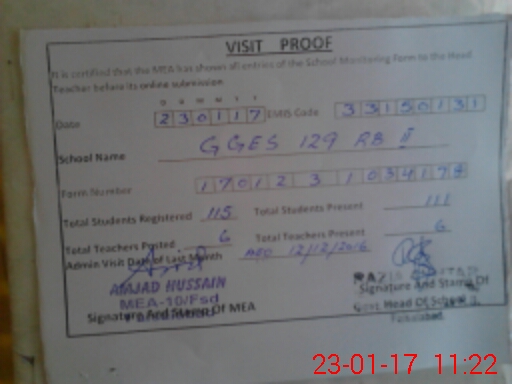 VISIT PROOF
It is certified that the MEA has shown all entries of the School Monitoring Form to the Head
Teacher before its online submission
D D M M Y Y
Date 230117 EMIS Code 33150131
School Name GGES 129 RB II
Form Number 1701231034174
Total Students Registered 115 Total Students Present 111
Total Teachers Posted 6 Total Teachers Present 6
Admin Visit Date of Last Month 12/12/2016
AMJAD HUSSAIN
MEA-10/Fsd
Signature And Stamp Of MEA
Signature And Stamp Of
Head Of School
23-01-17 11:22